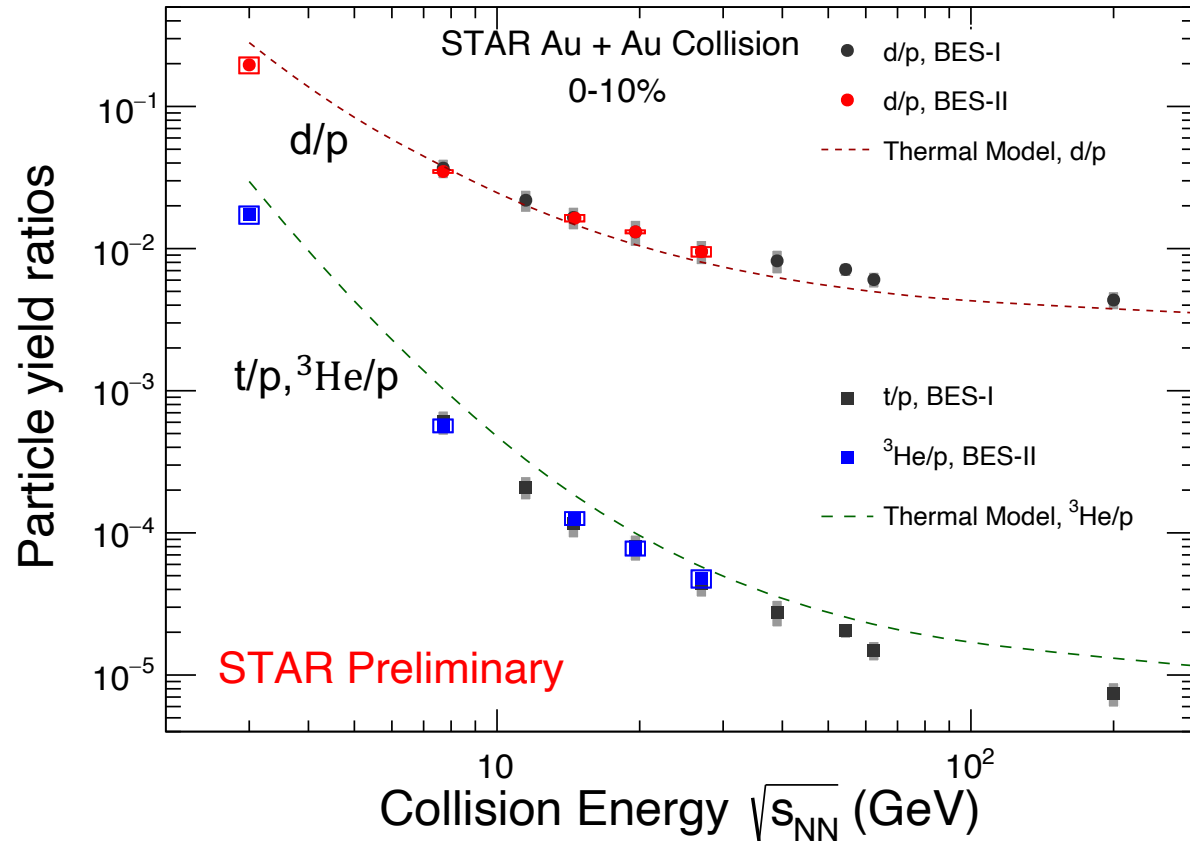 STAR Au + Au Collision
0-10%
d/p, BES-I
d/p, BES-II
Thermal Model, d/p
d/p
t/p, ³He/p
t/p, BES-I
³He/p, BES-II
Thermal Model, ³He/p
STAR Preliminary
Particle yield ratios
10⁻¹
10⁻²
10⁻³
10⁻⁴
10⁻⁵
10
10²
Collision Energy √s_NN (GeV)